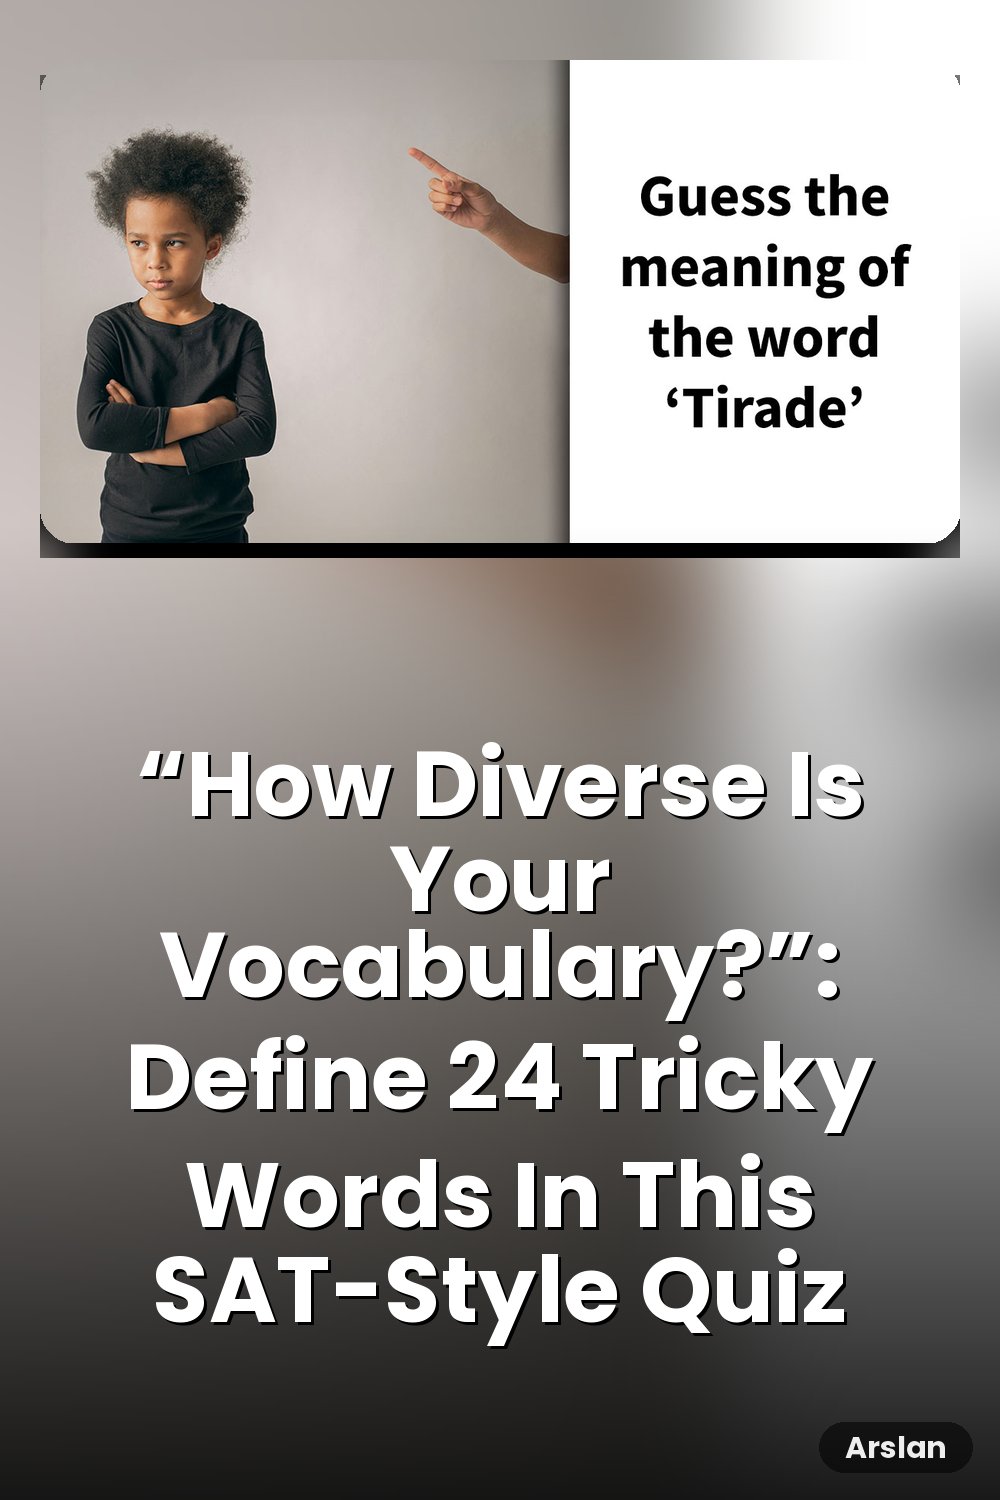 Guess the
meaning of
the word
‘Tirade’
“How Diverse Is
Your
Vocabulary?”:
Define 24 Tricky
Words In This
SAT-Style Quiz
Arslan